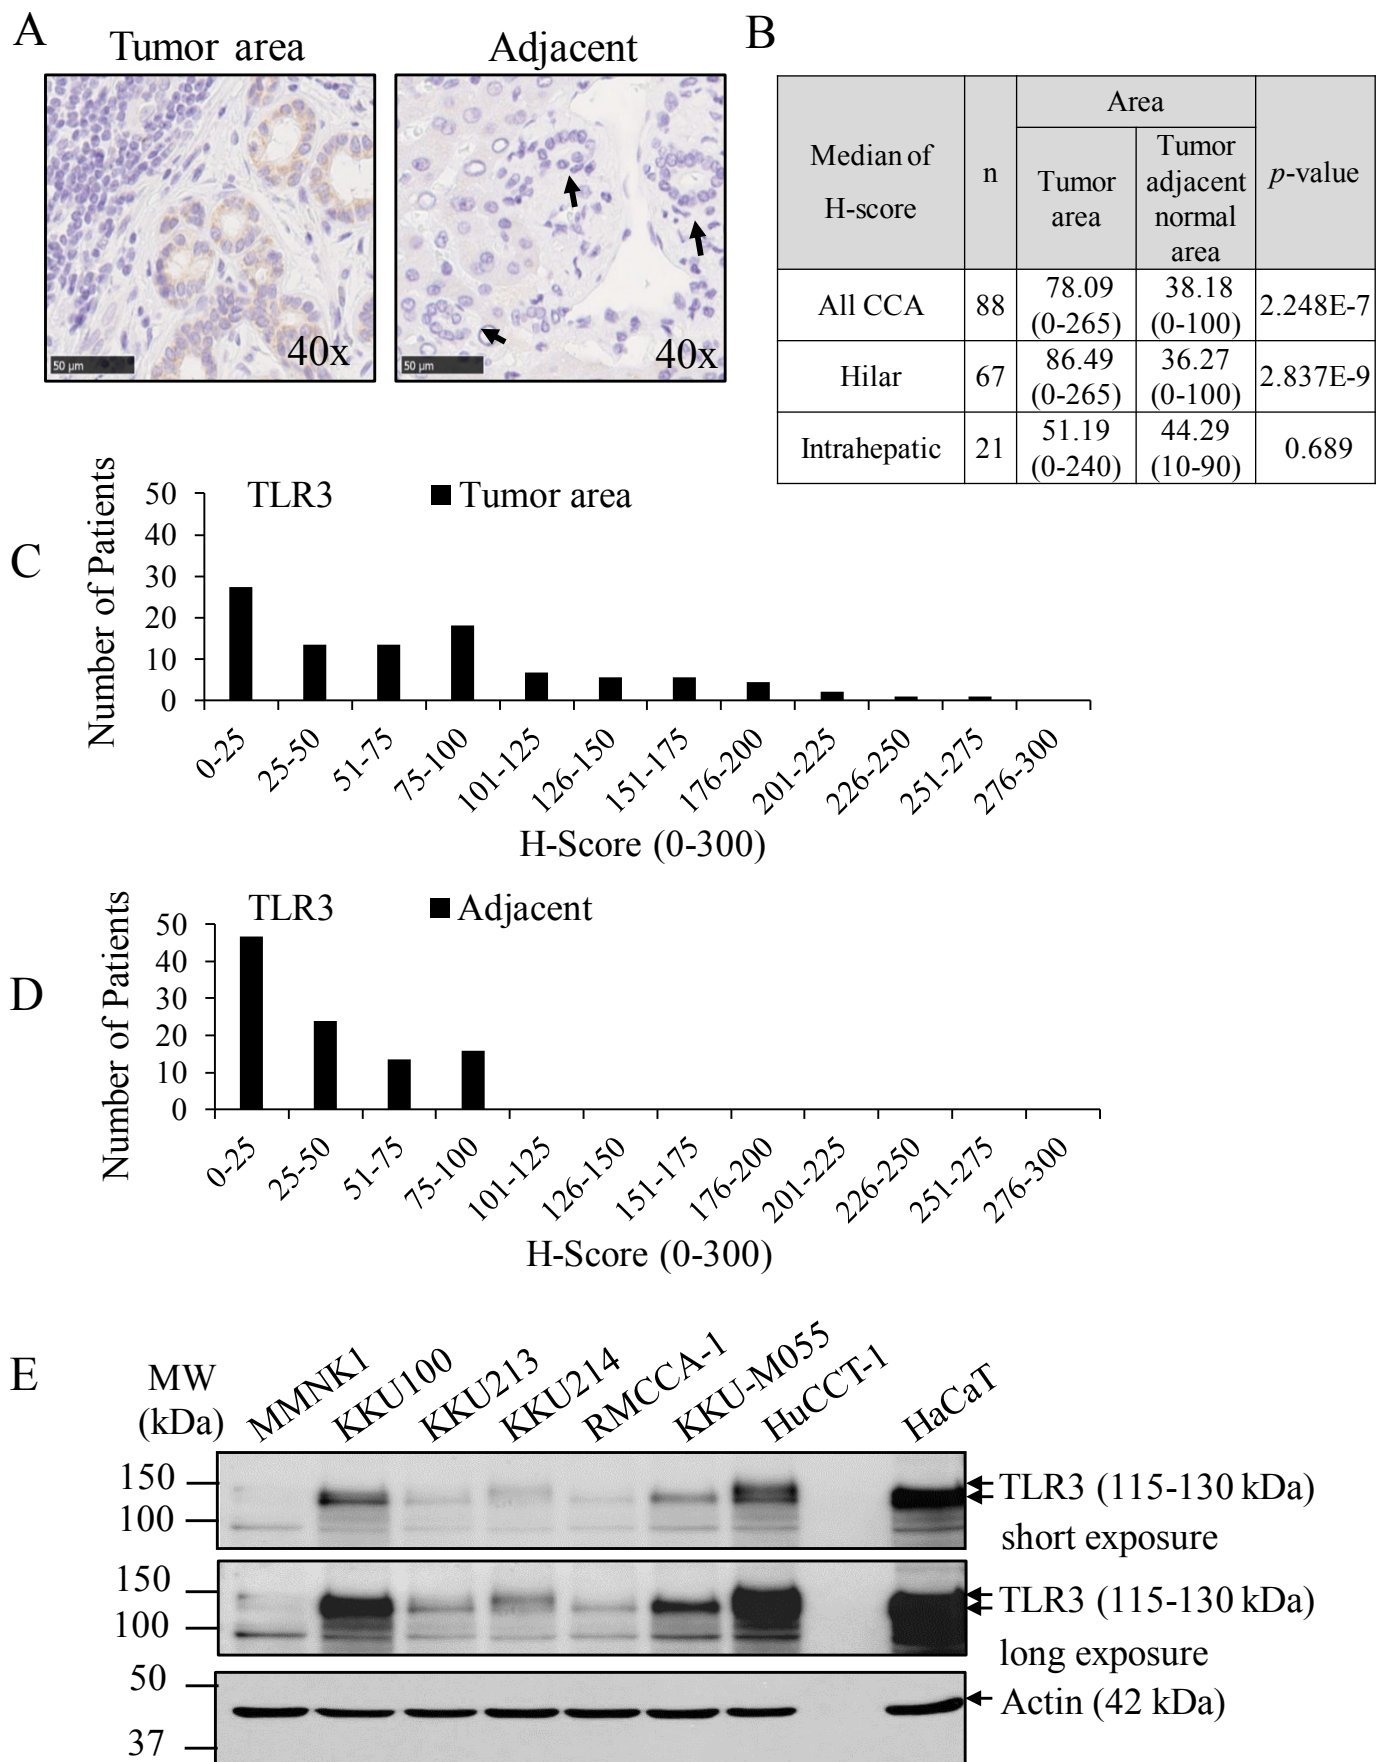 A
Tumor area
Adjacent
50 µm
40x
50 µm
40x
B
Median of H-score
n
Area
p-value
Tumor area
Tumor adjacent normal area
All CCA 88 78.09 (0-265) 38.18 (0-100) 2.248E-7
Hilar 67 86.49 (0-265) 36.27 (0-100) 2.837E-9
Intrahepatic 21 51.19 (0-240) 44.29 (10-90) 0.689
C
Number of Patients
50
40
30
20
10
0
TLR3
Tumor area
0-25
25-50
51-75
75-100
101-125
126-150
151-175
176-200
201-225
226-250
251-275
276-300
H-Score (0-300)
D
Number of Patients
50
40
30
20
10
0
TLR3
Adjacent
0-25
25-50
51-75
75-100
101-125
126-150
151-175
176-200
201-225
226-250
251-275
276-300
H-Score (0-300)
E
MW
(kDa)
MMNK1
KKU100
KKU213
KKU214
RMCCA-1
KKU-M055
HuCCT-1
HaCaT
150
100
TLR3 (115-130 kDa)
short exposure
150
100
TLR3 (115-130 kDa)
long exposure
50
37
Actin (42 kDa)